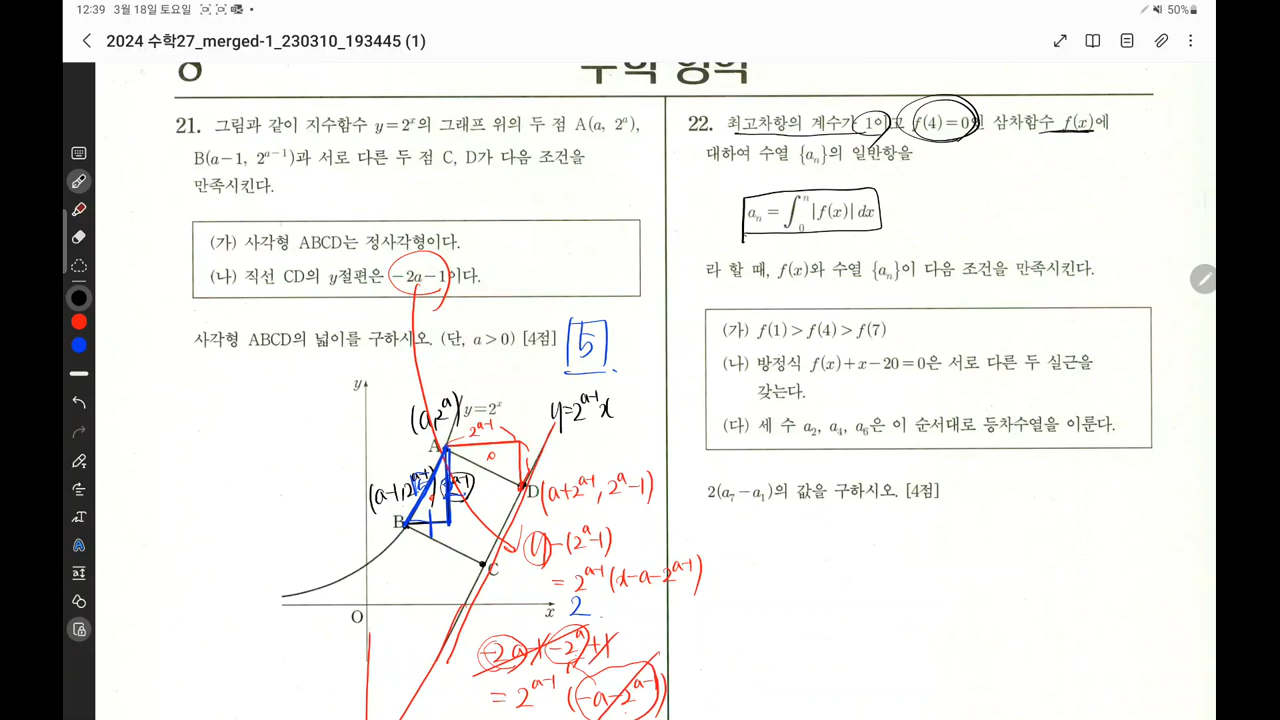 12:39 3월 18일 토요일
50%
2024 수학27_merged-1_230310_193445 (1)
8 수학 영역
21. 그림과 같이 지수함수 y=2^x의 그래프 위의 두 점 A(a, 2^a),
B(a-1, 2^{a-1})과 서로 다른 두 점 C, D가 다음 조건을
만족시킨다.
(가) 사각형 ABCD는 정사각형이다.
(나) 직선 CD의 y절편은 -2a-1이다.
사각형 ABCD의 넓이를 구하시오. (단, a>0) [4점]
5
y
(a, 2^a)
y=2^x
y=2^{a-1}x
2^{a-1}
A
(a-1, 2^{a-1})
2^{a-1}
D
(a+2^{a-1}, 2^a-1)
B
1
y-(2^a-1)
C
=2^{a-1}(x-a-2^{a-1})
O
x
2
-2a-1-2^a+1
=2^{a-1}(-a-2^{a-1})
22. 최고차항의 계수가 1이고 f(4)=0인 삼차함수 f(x)에
대하여 수열 {a_n}의 일반항을
a_n = ∫_0^n |f(x)| dx
라 할 때, f(x)와 수열 {a_n}이 다음 조건을 만족시킨다.
(가) f(1)>f(4)>f(7)
(나) 방정식 f(x)+x-20=0은 서로 다른 두 실근을
갖는다.
(다) 세 수 a_2, a_4, a_6은 이 순서대로 등차수열을 이룬다.
2(a_7-a_1)의 값을 구하시오. [4점]